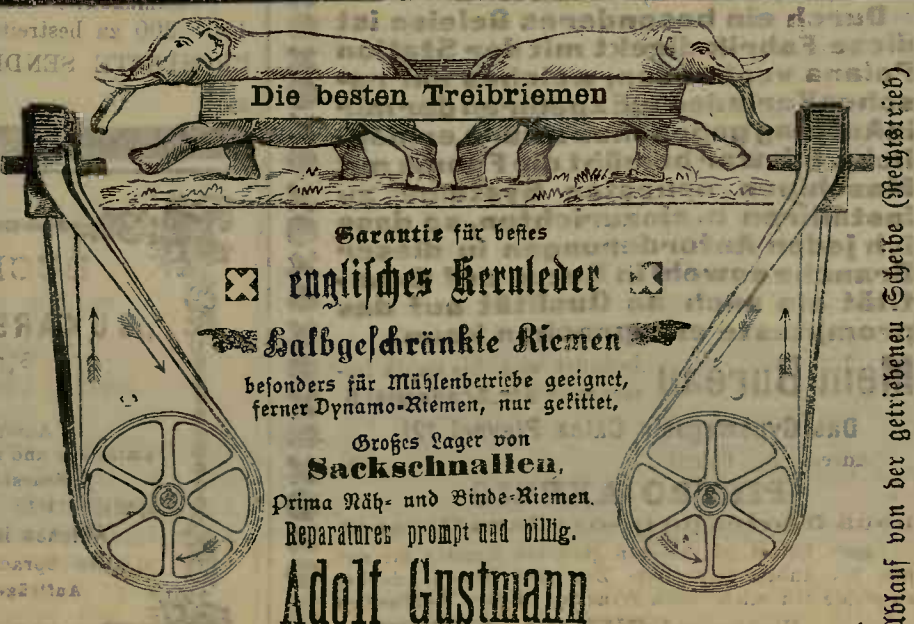 Die besten Treibriemen
Garantie für bestes
englisches Kernleder
Halbgeschränkte Riemen
besonders für Mühlenbetriebe geeignet,
ferner Dynamo-Riemen, nur gekittet.
Großes Lager von
Sackschnallen,
Prima Näh- und Binde-Riemen.
Reparaturen prompt und billig.
Adolf Gustmann
Ablauf von der getriebenen Scheibe (Rechtstrieb)